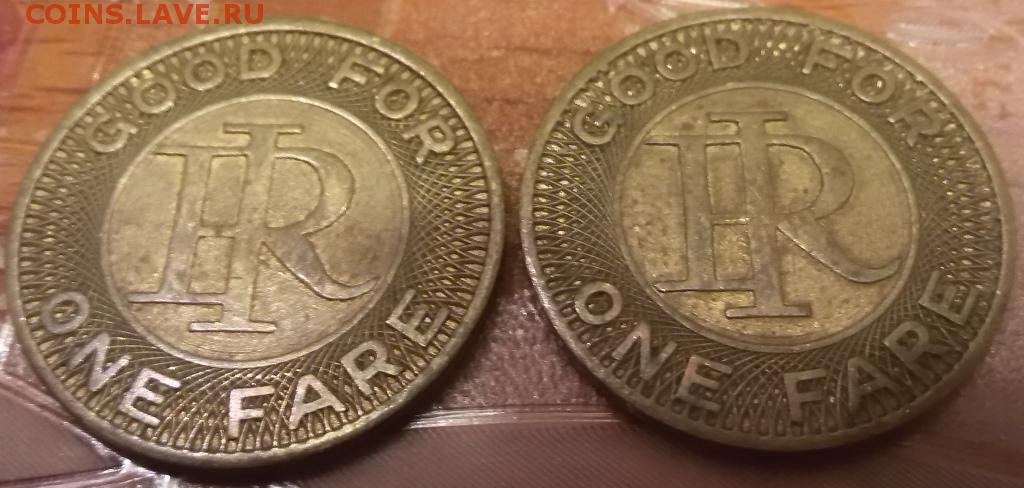 COINS.LAVE.RU
GOOD FOR
IR
ONE FARE
GOOD FOR
IR
ONE FARE